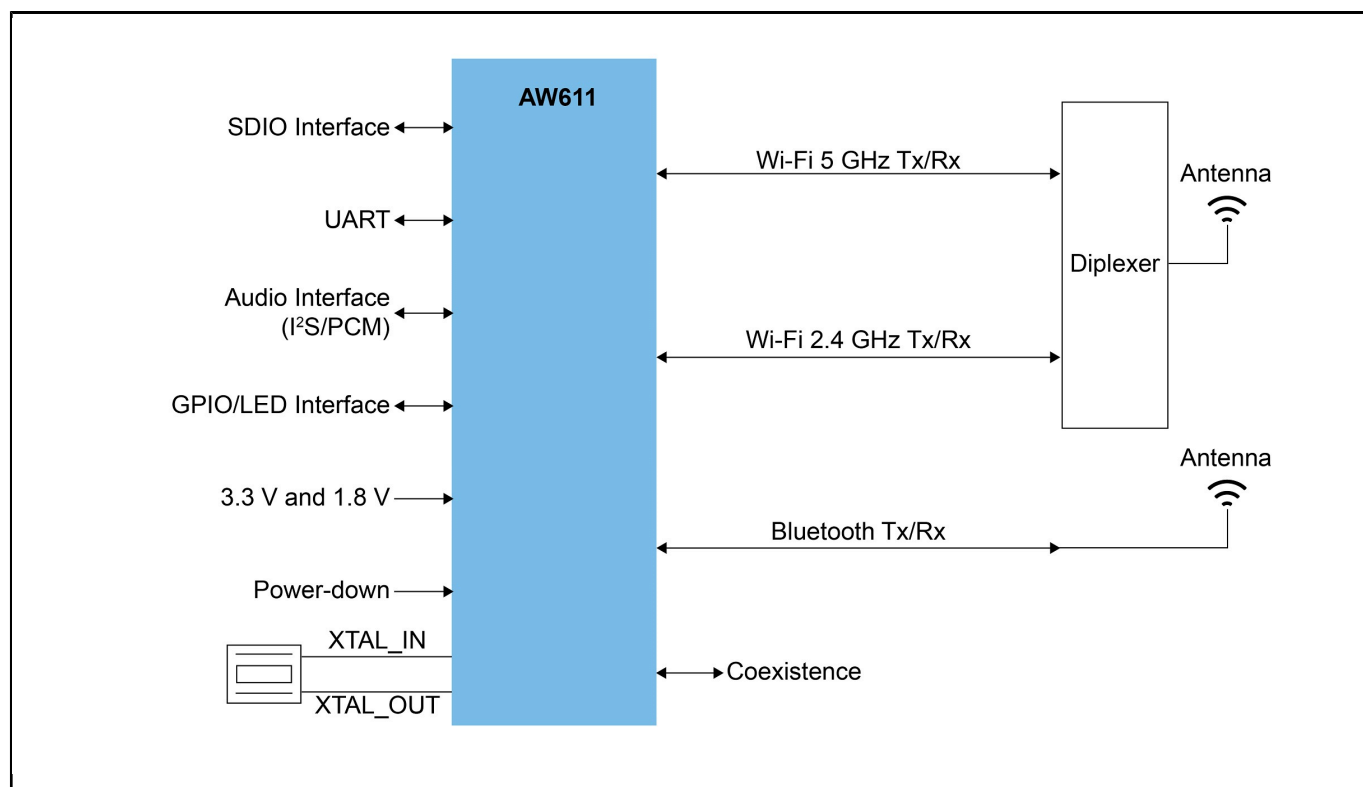 AW611
SDIO Interface
UART
Audio Interface
(I²S/PCM)
GPIO/LED Interface
3.3 V and 1.8 V
Power-down
XTAL_IN
XTAL_OUT
Wi-Fi 5 GHz Tx/Rx
Wi-Fi 2.4 GHz Tx/Rx
Bluetooth Tx/Rx
Coexistence
Diplexer
Antenna
Antenna